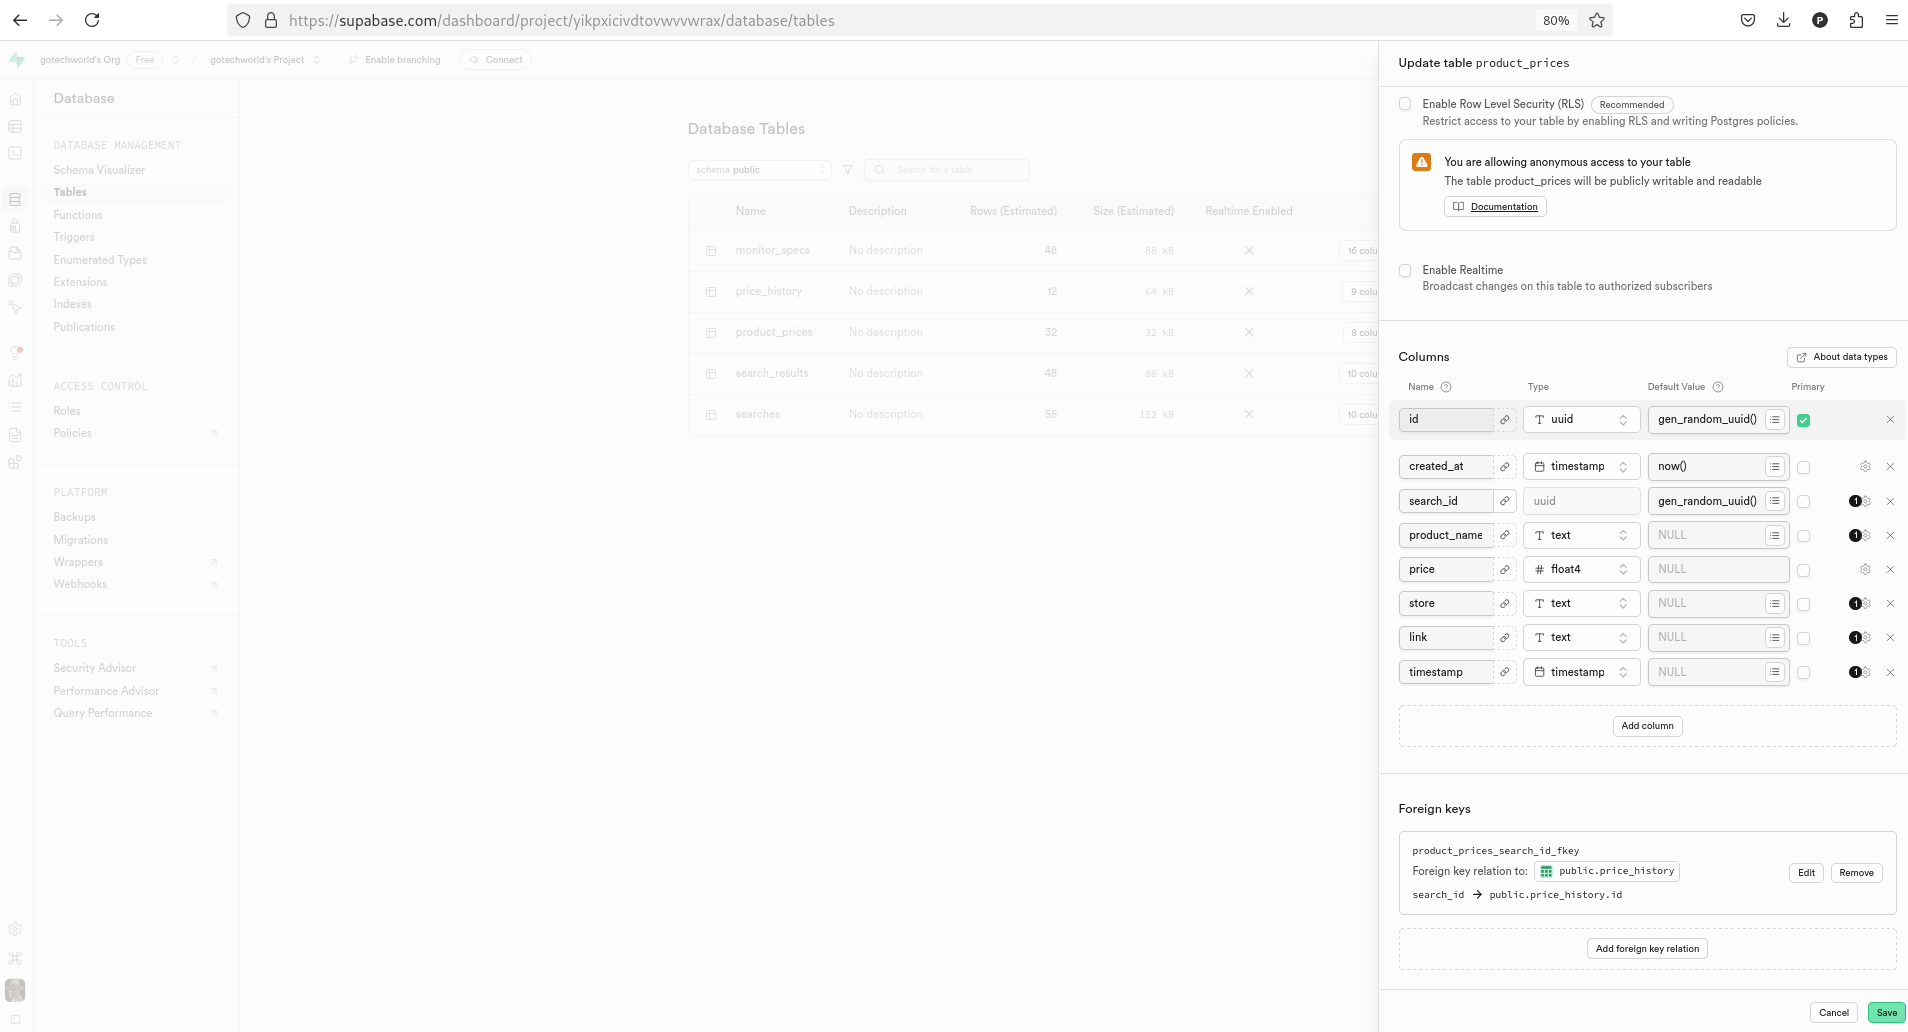 https://supabase.com/dashboard/project/yikpxicivdtovwvvwrax/database/tables
80%
P
gotechworld's Org Free / gotechworld's Project Enable branching Connect
Database
DATABASE MANAGEMENT
Schema Visualizer
Tables
Functions
Triggers
Enumerated Types
Extensions
Indexes
Publications
ACCESS CONTROL
Roles
Policies
PLATFORM
Backups
Migrations
Wrappers
Webhooks
TOOLS
Security Advisor
Performance Advisor
Query Performance
Database Tables
schema public Search for a table
Name Description Rows (Estimated) Size (Estimated) Realtime Enabled
monitor_specs No description 48 88 kB 16 colu
price_history No description 12 64 kB 9 colu
product_prices No description 32 32 kB 8 colu
search_results No description 48 88 kB 10 colu
searches No description 55 152 kB 10 colu
Update table product_prices
Enable Row Level Security (RLS) Recommended
Restrict access to your table by enabling RLS and writing Postgres policies.
You are allowing anonymous access to your table
The table product_prices will be publicly writable and readable
Documentation
Enable Realtime
Broadcast changes on this table to authorized subscribers
Columns About data types
Name ? Type Default Value ? Primary
id T uuid gen_random_uuid()
created_at timestamp now()
search_id uuid gen_random_uuid() 1
product_name T text NULL 1
price # float4 NULL
store T text NULL 1
link T text NULL 1
timestamp timestamp NULL 1
Add column
Foreign keys
product_prices_search_id_fkey
Foreign key relation to: public.price_history
search_id → public.price_history.id
Edit Remove
Add foreign key relation
Cancel Save